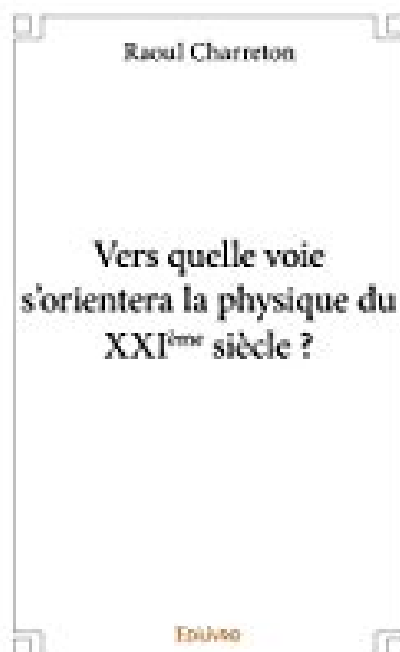 Raoul Charreton
Vers quelle voie
s'orientera la physique du
XXIème siècle ?
Edilivre